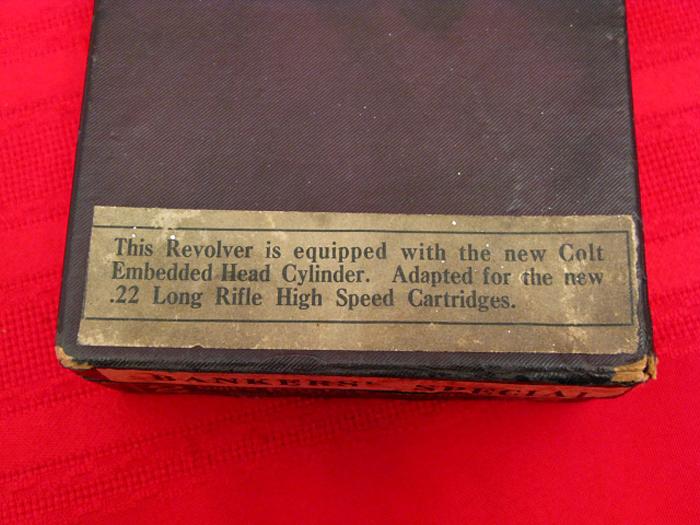 This Revolver is equipped with the new Colt
Embedded Head Cylinder. Adapted for the new
.22 Long Rifle High Speed Cartridges.
BANKERS' SPECIAL